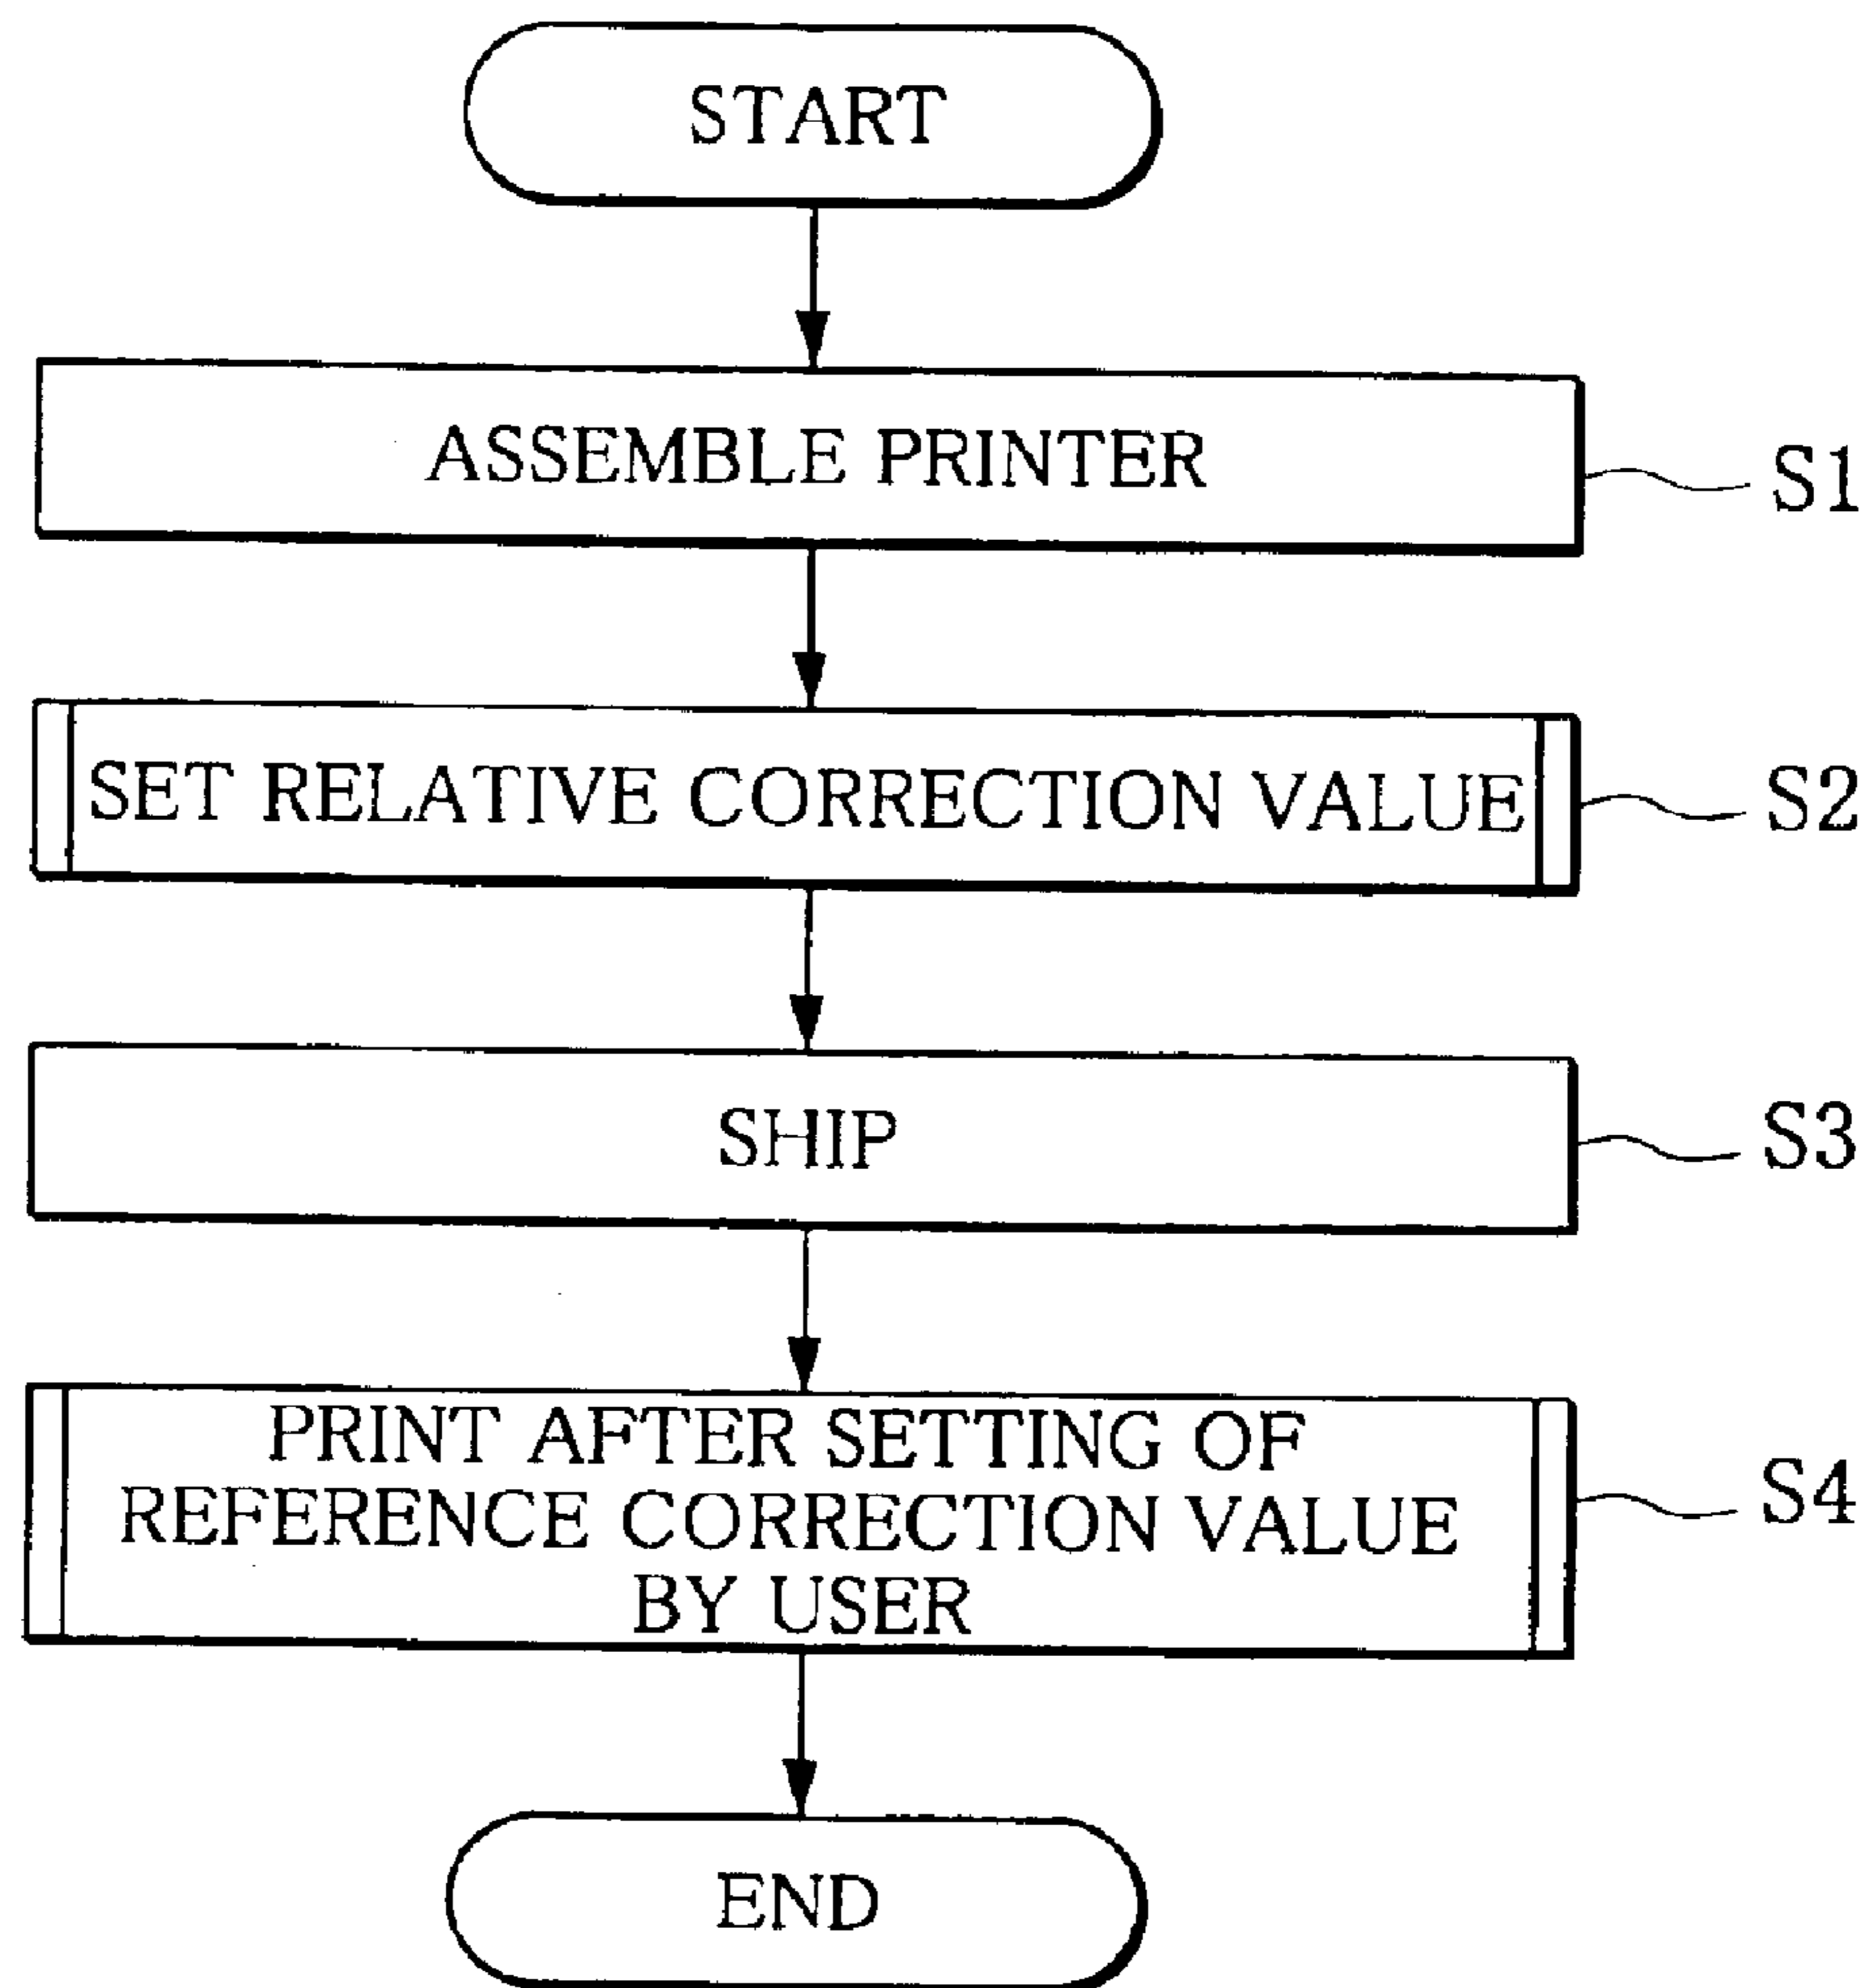 START
ASSEMBLE PRINTER
S1
SET RELATIVE CORRECTION VALUE
S2
SHIP
S3
PRINT AFTER SETTING OF
REFERENCE CORRECTION VALUE
BY USER
S4
END